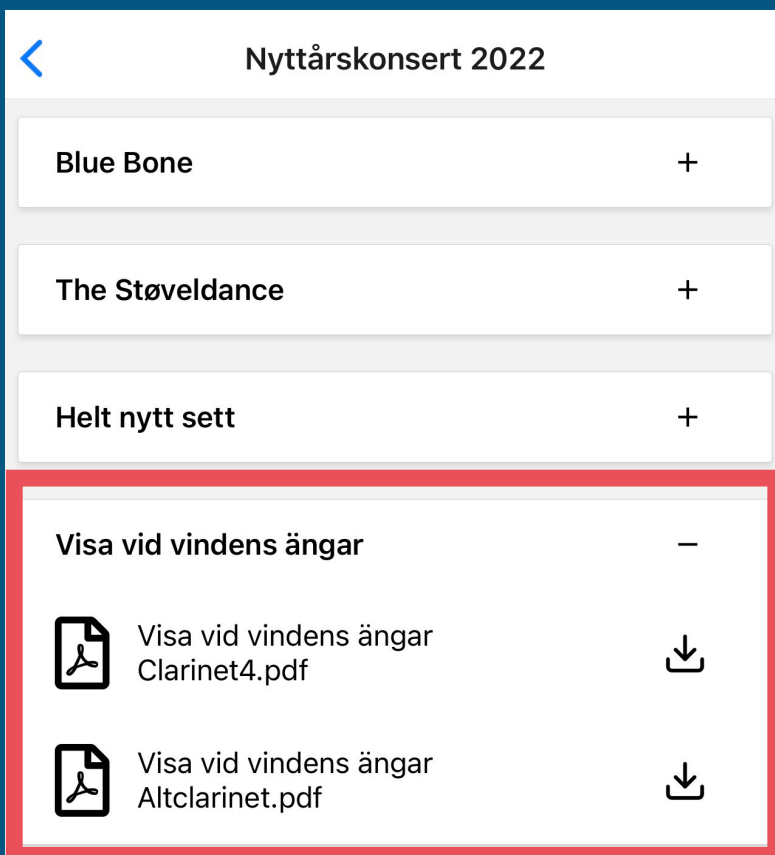 Nyttårskonsert 2022
Blue Bone
The Støveldance
Helt nytt sett
Visa vid vindens ängar
Visa vid vindens ängar
Clarinet4.pdf
Visa vid vindens ängar
Altclarinet.pdf